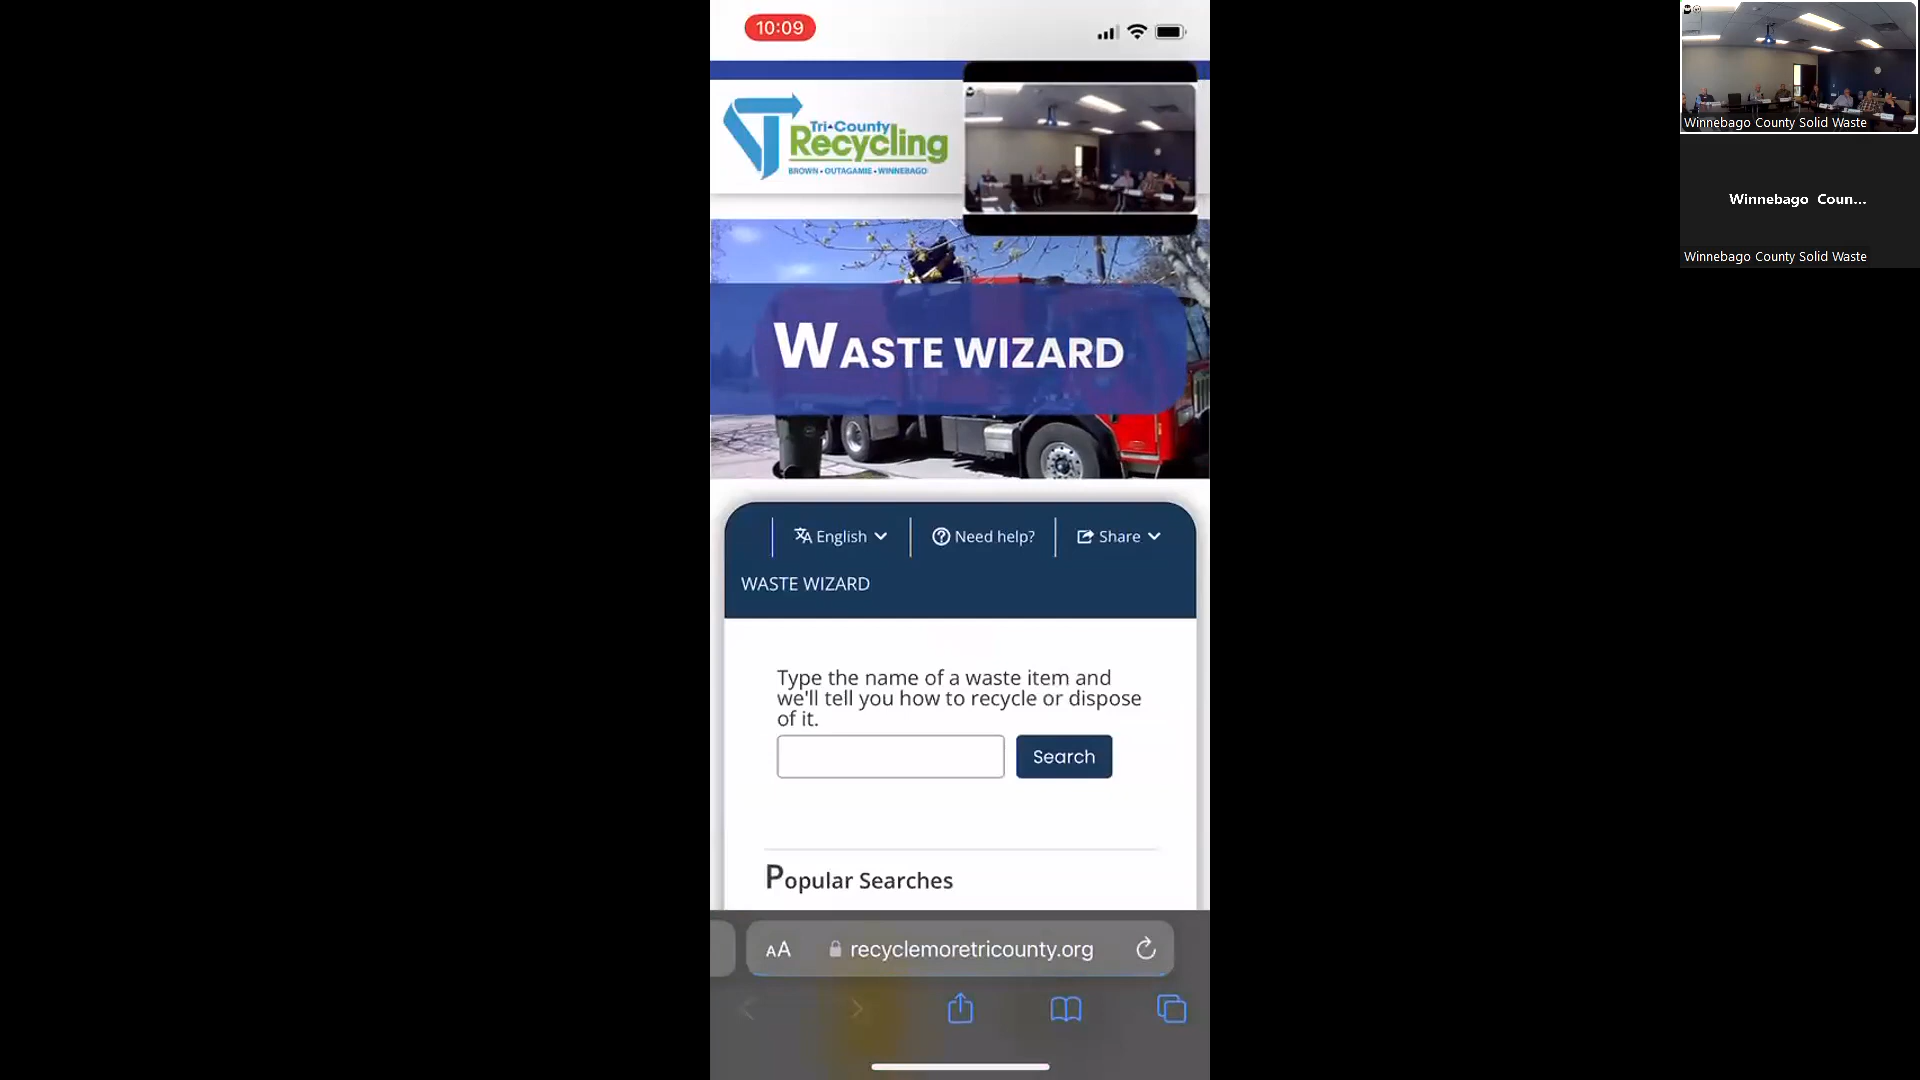 10:09
Tri-County
Recycling
BROWN • OUTAGAMIE • WINNEBAGO
WASTE WIZARD
English
Need help?
Share
WASTE WIZARD
Type the name of a waste item and
we'll tell you how to recycle or dispose
of it.
Search
Popular Searches
AA
recyclemoretricounty.org
Winnebago County Solid Waste
Winnebago Coun...
Winnebago County Solid Waste